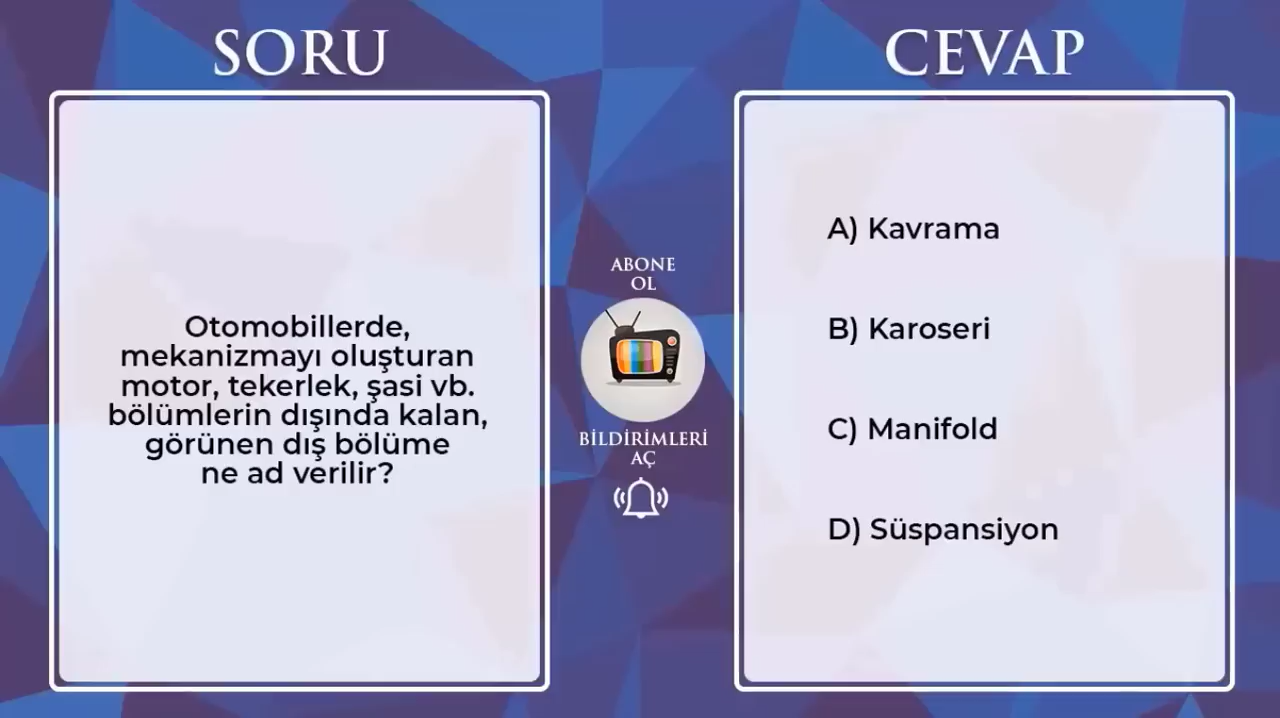 SORU
Otomobillerde,
mekanizmayı oluşturan
motor, tekerlek, şasi vb.
bölümlerin dışında kalan,
görünen dış bölüme
ne ad verilir?
ABONE
OL
BİLDİRİMLERİ
AÇ
CEVAP
A) Kavrama
B) Karoseri
C) Manifold
D) Süspansiyon